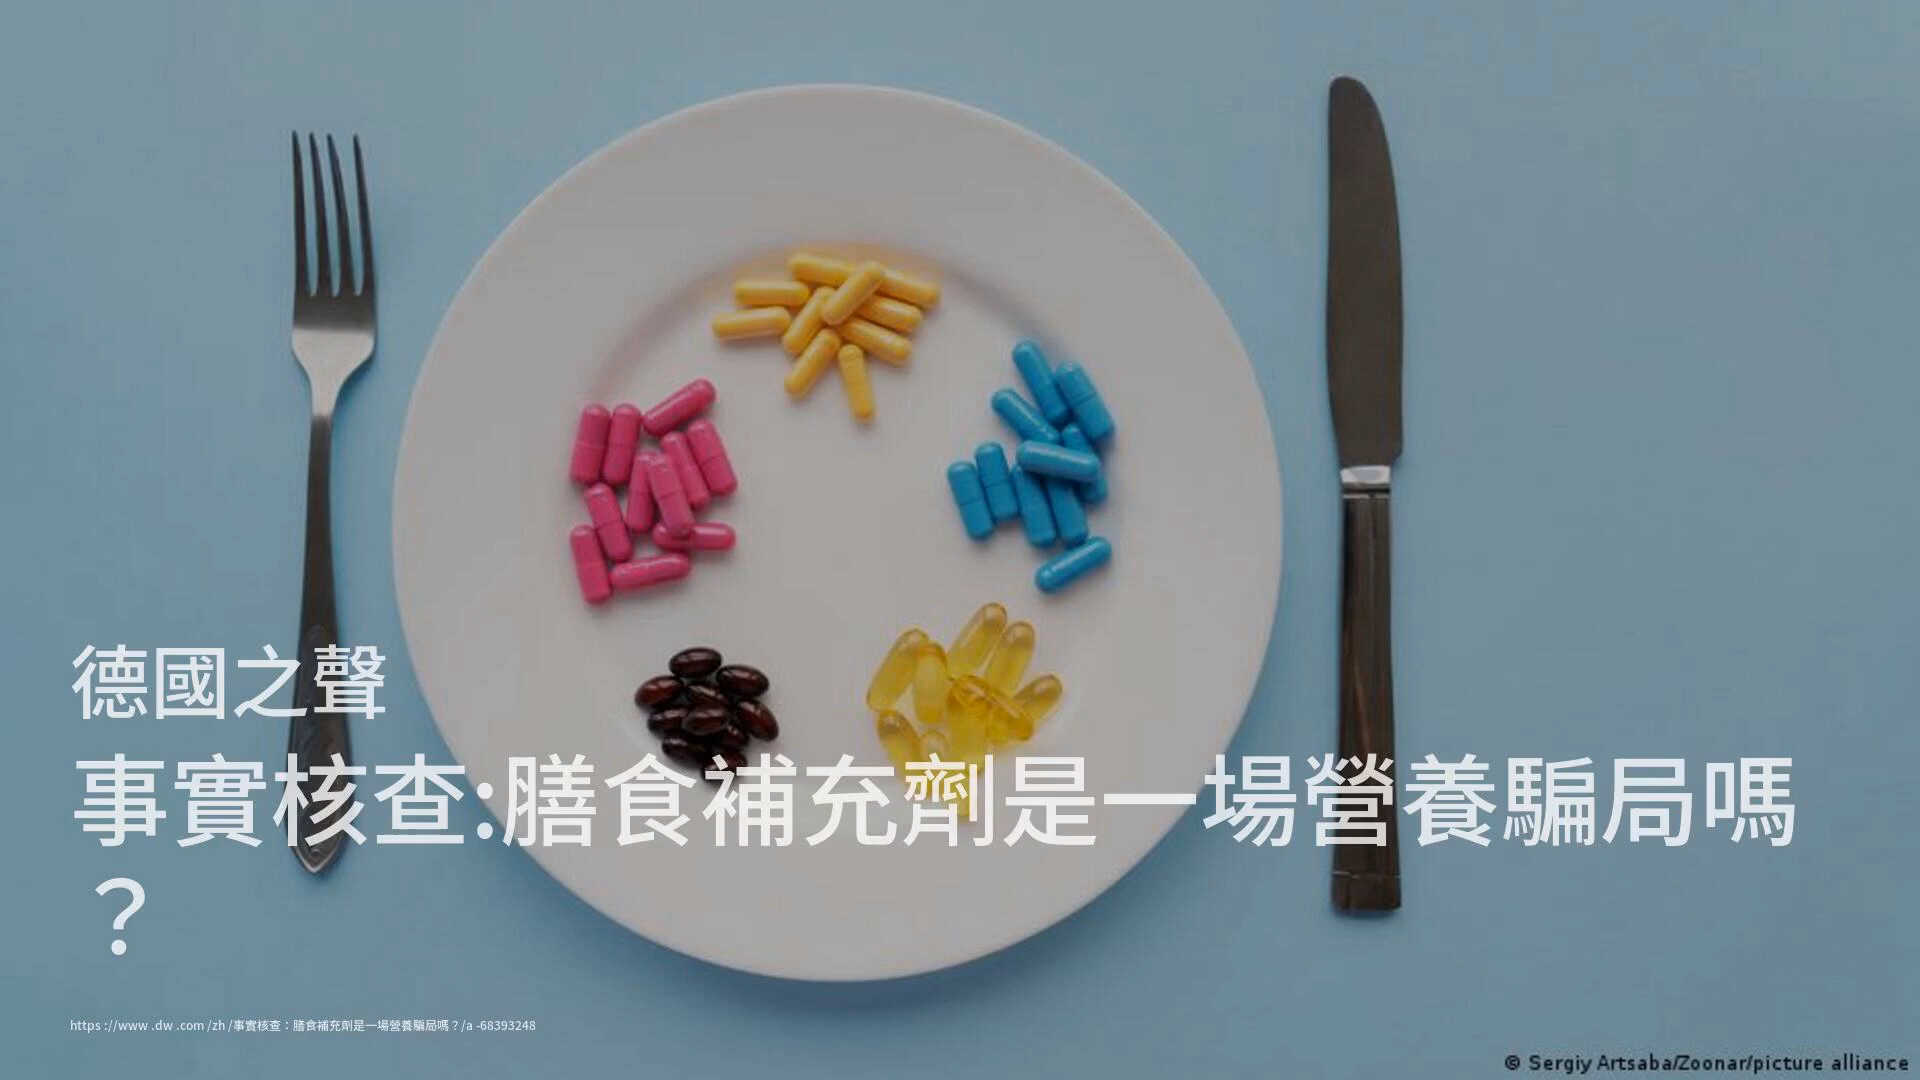 德國之聲
事實核查:膳食補充劑是一場營養騙局嗎
？
https ://www .dw .com /zh /事實核查：膳食補充劑是一場營養騙局嗎？/a -68393248
© Sergiy Artsaba/Zoonar/picture alliance